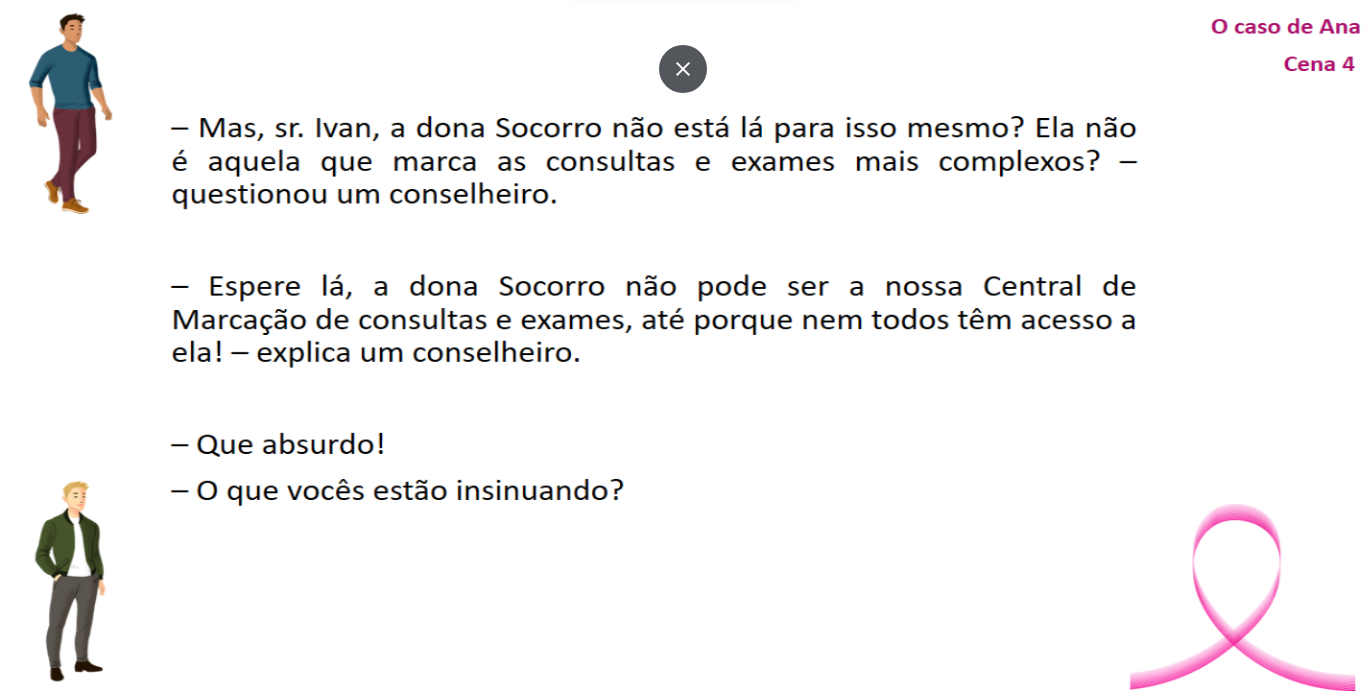 O caso de Ana
Cena 4
– Mas, sr. Ivan, a dona Socorro não está lá para isso mesmo? Ela não
é aquela que marca as consultas e exames mais complexos? –
questionou um conselheiro.
– Espere lá, a dona Socorro não pode ser a nossa Central de
Marcação de consultas e exames, até porque nem todos têm acesso a
ela! – explica um conselheiro.
– Que absurdo!
– O que vocês estão insinuando?